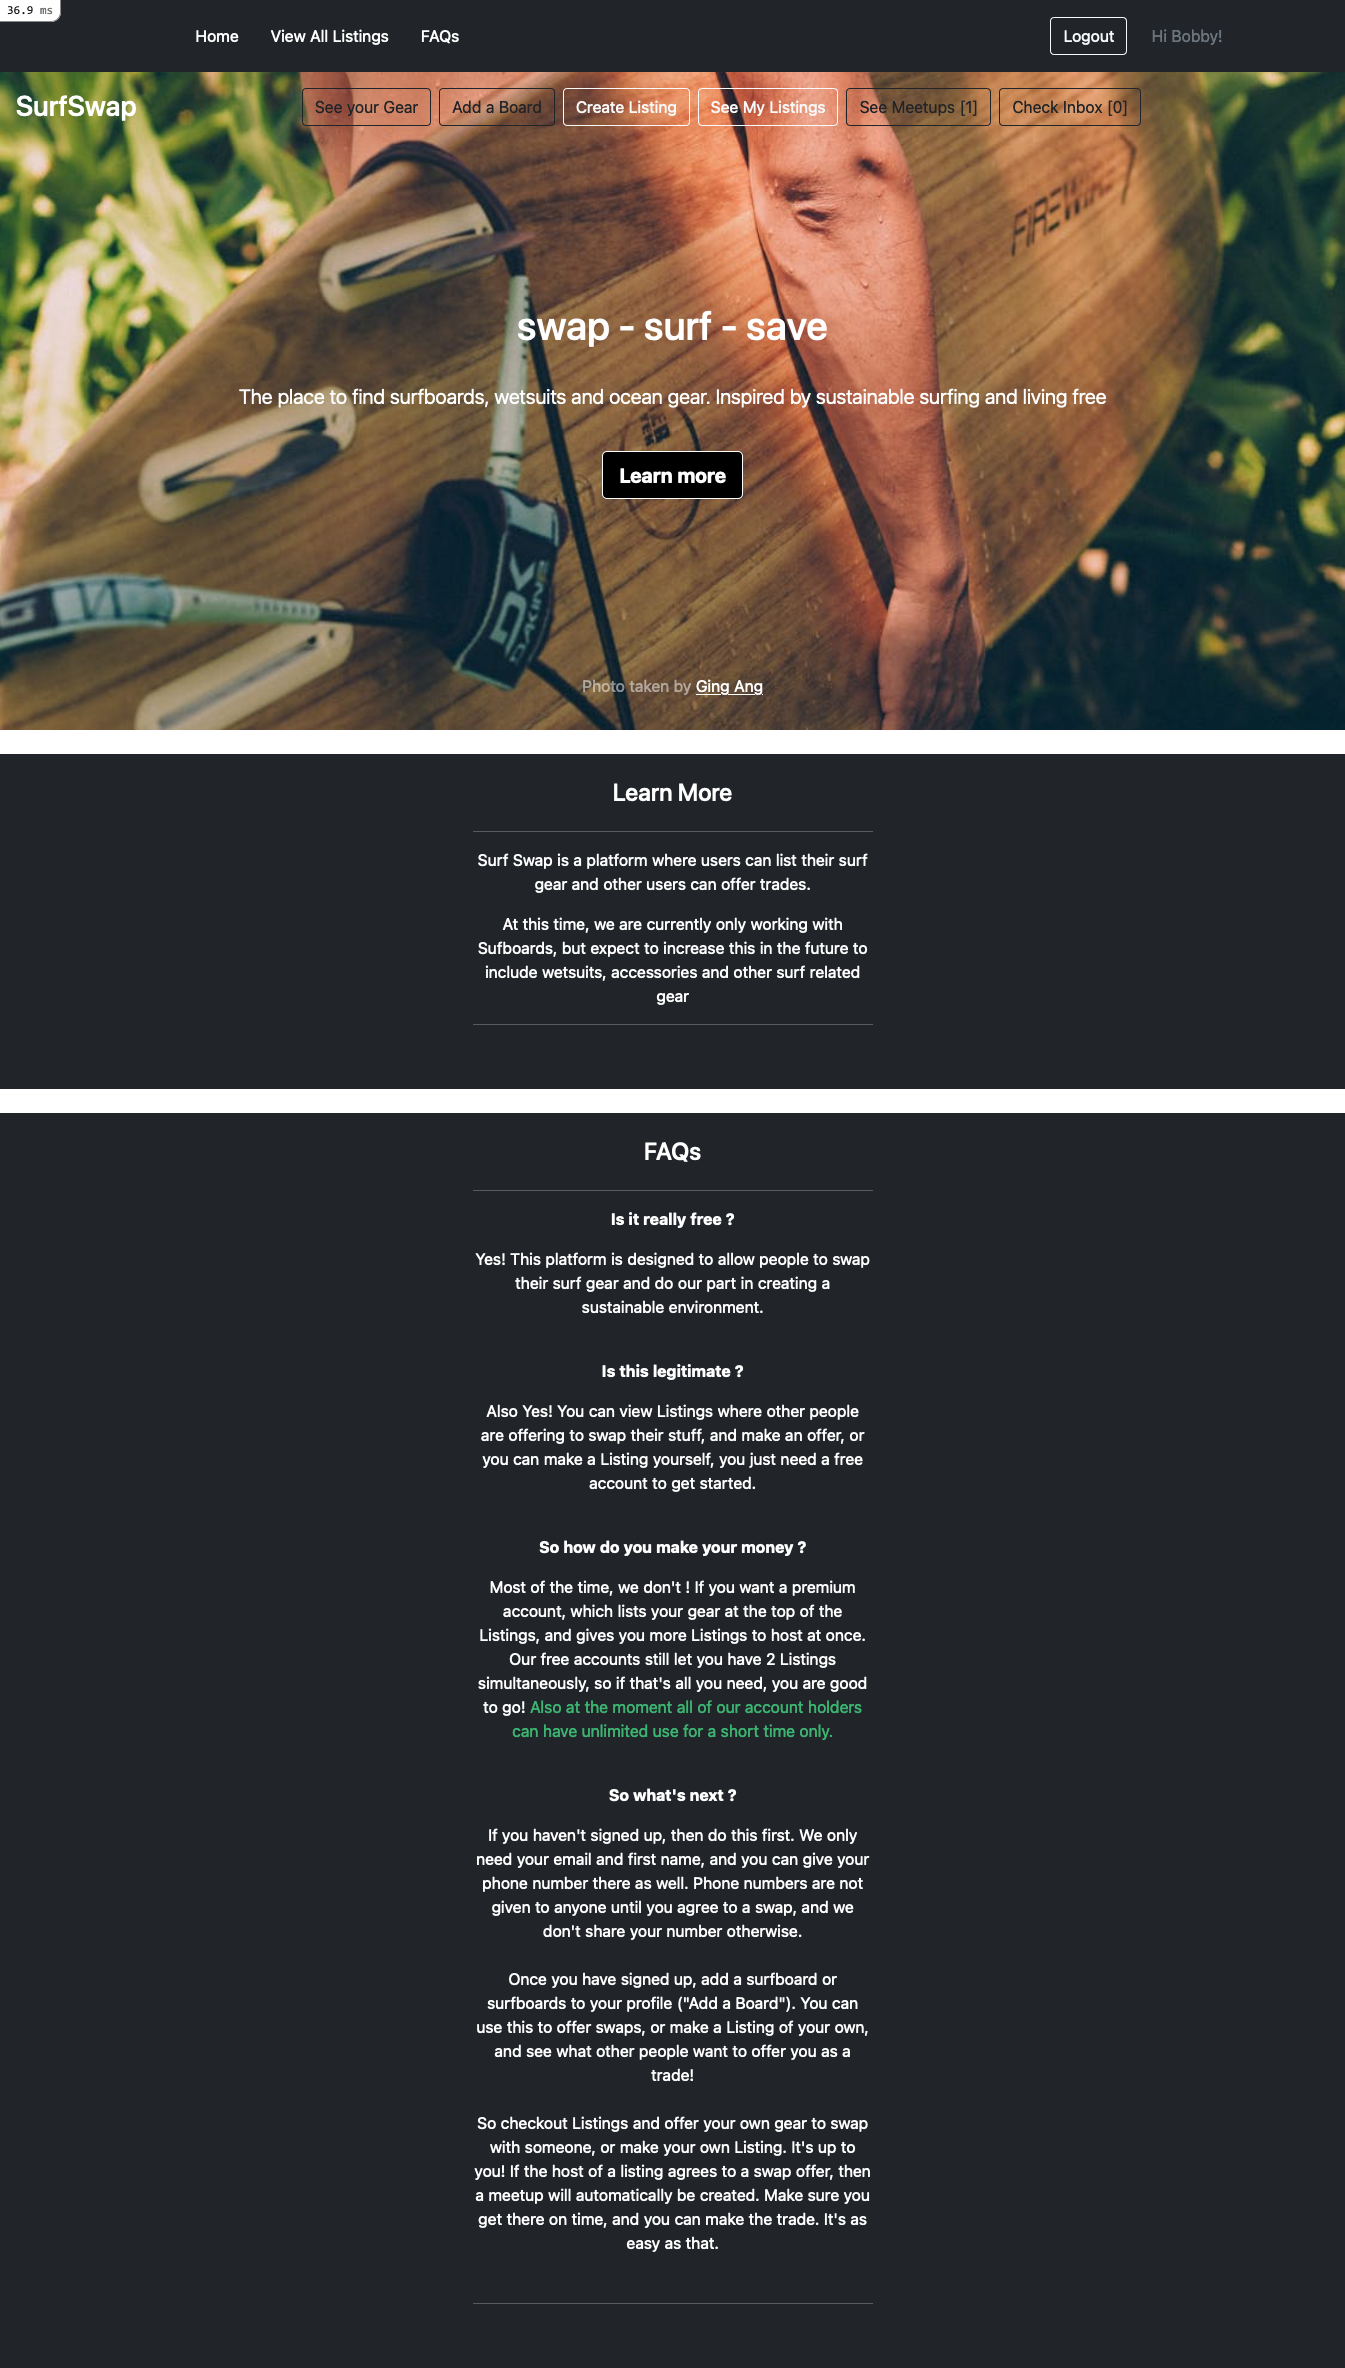 36.9 ms
Home View All Listings FAQs Logout Hi Bobby!
SurfSwap See your Gear Add a Board Create Listing See My Listings See Meetups [1] Check Inbox [0]
swap - surf - save
The place to find surfboards, wetsuits and ocean gear. Inspired by sustainable surfing and living free
Learn more
DAKINE
Photo taken by Ging Ang
Learn More
Surf Swap is a platform where users can list their surf
gear and other users can offer trades.
At this time, we are currently only working with
Sufboards, but expect to increase this in the future to
include wetsuits, accessories and other surf related
gear
FAQs
Is it really free ?
Yes! This platform is designed to allow people to swap
their surf gear and do our part in creating a
sustainable environment.
Is this legitimate ?
Also Yes! You can view Listings where other people
are offering to swap their stuff, and make an offer, or
you can make a Listing yourself, you just need a free
account to get started.
So how do you make your money ?
Most of the time, we don't ! If you want a premium
account, which lists your gear at the top of the
Listings, and gives you more Listings to host at once.
Our free accounts still let you have 2 Listings
simultaneously, so if that's all you need, you are good
to go! Also at the moment all of our account holders
can have unlimited use for a short time only.
So what's next ?
If you haven't signed up, then do this first. We only
need your email and first name, and you can give your
phone number there as well. Phone numbers are not
given to anyone until you agree to a swap, and we
don't share your number otherwise.
Once you have signed up, add a surfboard or
surfboards to your profile ("Add a Board"). You can
use this to offer swaps, or make a Listing of your own,
and see what other people want to offer you as a
trade!
So checkout Listings and offer your own gear to swap
with someone, or make your own Listing. It's up to
you! If the host of a listing agrees to a swap offer, then
a meetup will automatically be created. Make sure you
get there on time, and you can make the trade. It's as
easy as that.